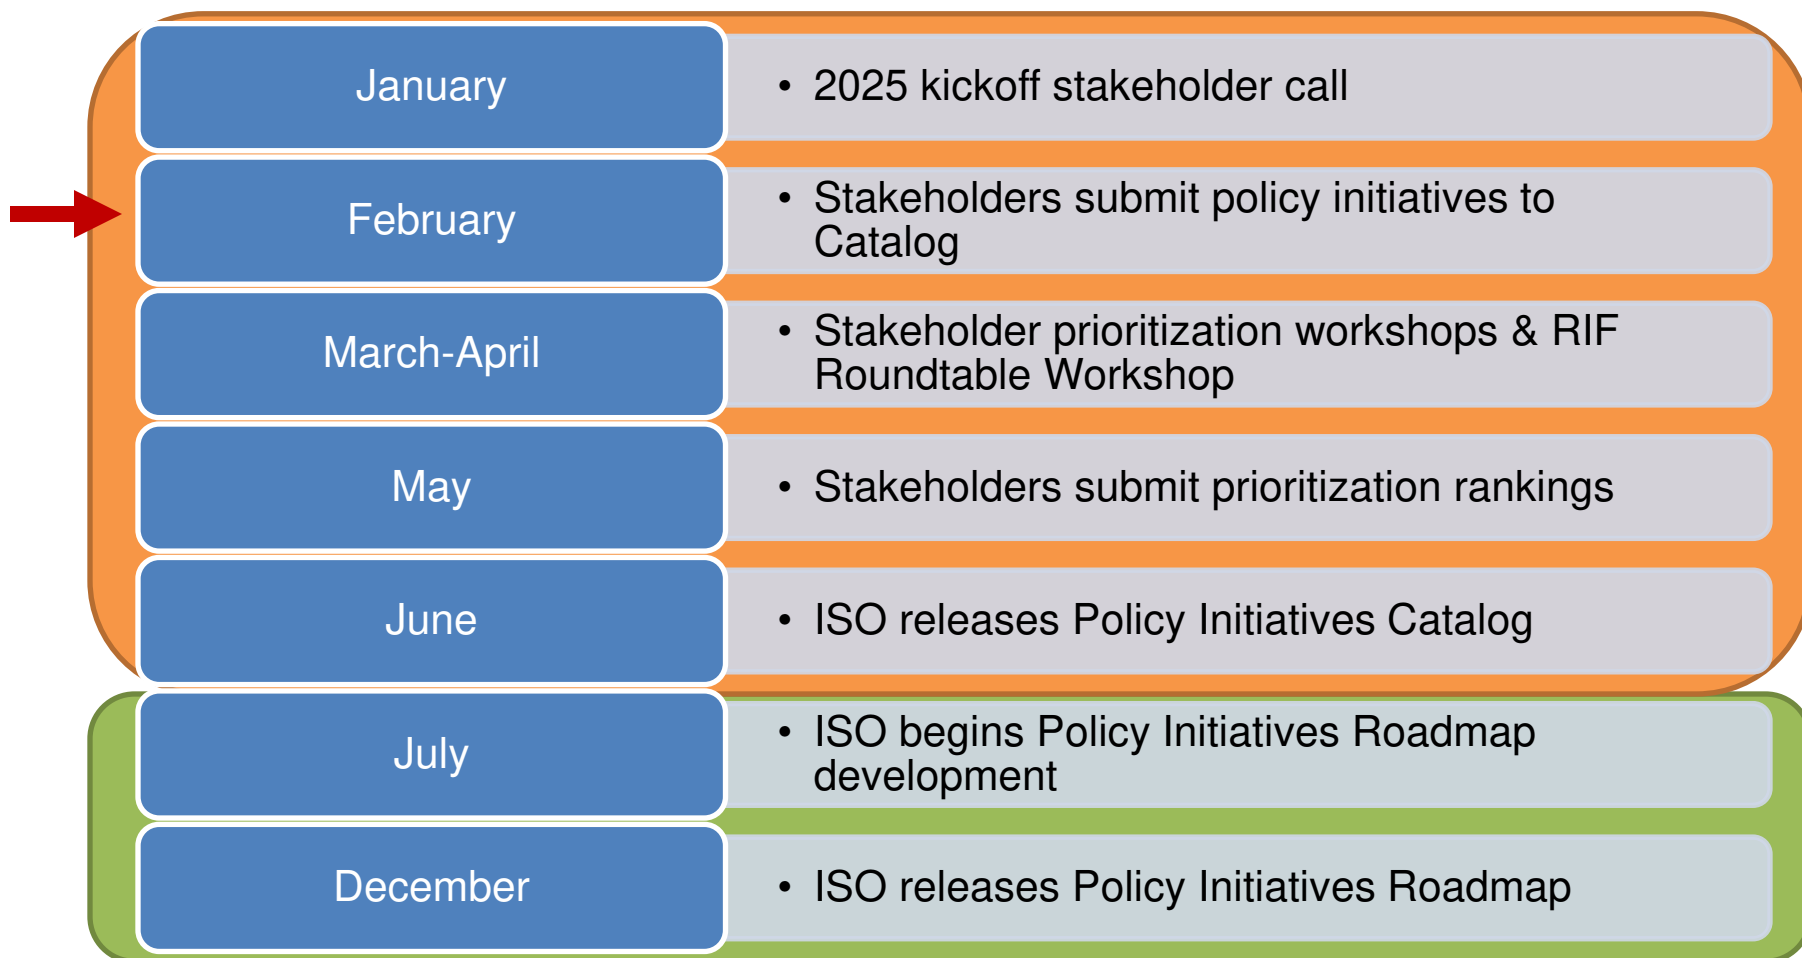 January
• 2025 kickoff stakeholder call
February
• Stakeholders submit policy initiatives to
Catalog
March-April
• Stakeholder prioritization workshops & RIF
Roundtable Workshop
May
• Stakeholders submit prioritization rankings
June
• ISO releases Policy Initiatives Catalog
July
• ISO begins Policy Initiatives Roadmap
development
December
• ISO releases Policy Initiatives Roadmap